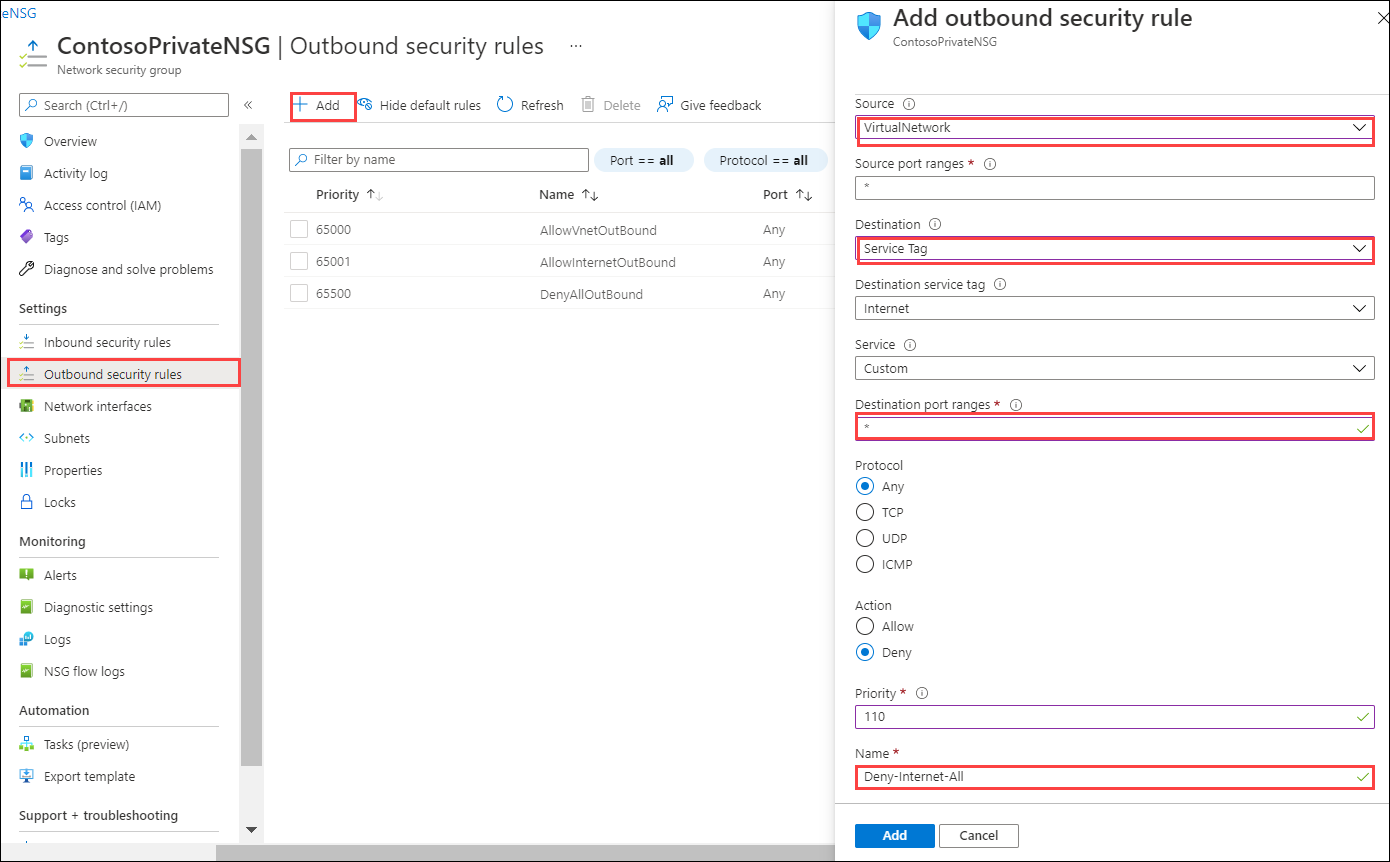 eNSG
ContosoPrivateNSG | Outbound security rules ...
Network security group
Search (Ctrl+/)
«
Overview
Activity log
Access control (IAM)
Tags
Diagnose and solve problems
Settings
Inbound security rules
Outbound security rules
Network interfaces
Subnets
Properties
Locks
Monitoring
Alerts
Diagnostic settings
Logs
NSG flow logs
Automation
Tasks (preview)
Export template
Support + troubleshooting
Add Hide default rules Refresh Delete Give feedback
Filter by name Port == all Protocol == all
Priority Name Port
65000 AllowVnetOutBound Any
65001 AllowInternetOutBound Any
65500 DenyAllOutBound Any
Add outbound security rule
ContosoPrivateNSG
Source
VirtualNetwork
Source port ranges *
*
Destination
Service Tag
Destination service tag
Internet
Service
Custom
Destination port ranges *
*
Protocol
Any
TCP
UDP
ICMP
Action
Allow
Deny
Priority *
110
Name *
Deny-Internet-All
Add Cancel